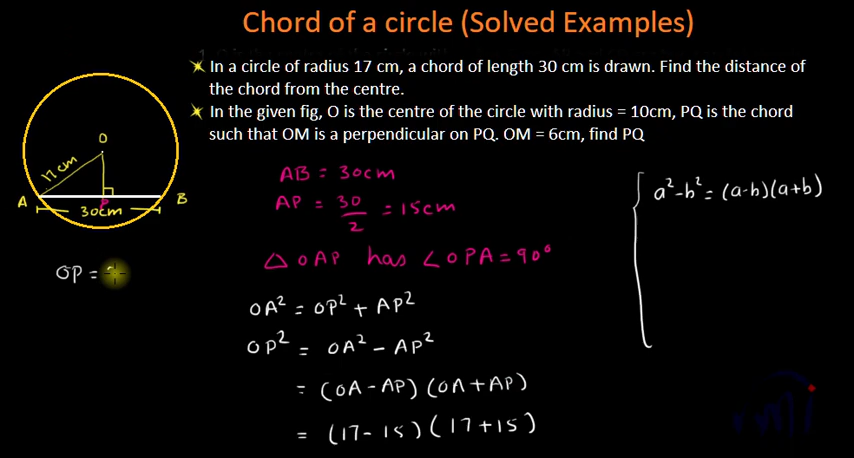 Chord of a circle (Solved Examples)
In a circle of radius 17 cm, a chord of length 30 cm is drawn. Find the distance of
the chord from the centre.
In the given fig, O is the centre of the circle with radius = 10cm, PQ is the chord
such that OM is a perpendicular on PQ. OM = 6cm, find PQ
O
17 cm
A
P
B
30cm
OP =
AB = 30cm
AP = 30/2 = 15cm
△OAP has ∠OPA = 90°
OA² = OP² + AP²
OP² = OA² - AP²
= (OA - AP) (OA + AP)
= (17 - 15) (17 + 15)
a² - b² = (a-b)(a+b)